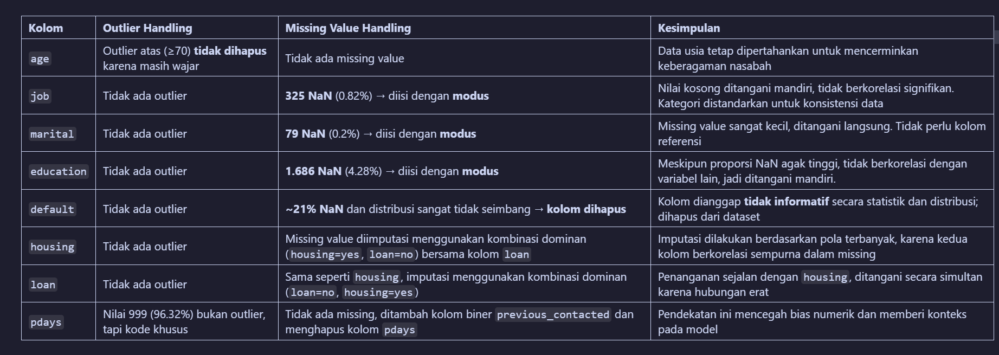 Kolom Outlier Handling Missing Value Handling Kesimpulan
age
Outlier atas (≥70) tidak dihapus
karena masih wajar
Tidak ada missing value
Data usia tetap dipertahankan untuk mencerminkan
keberagaman nasabah
job
Tidak ada outlier
325 NaN (0.82%) → diisi dengan modus
Nilai kosong ditangani mandiri, tidak berkorelasi signifikan.
Kategori distandarkan untuk konsistensi data
marital
Tidak ada outlier
79 NaN (0.2%) → diisi dengan modus
Missing value sangat kecil, ditangani langsung. Tidak perlu kolom
referensi
education
Tidak ada outlier
1.686 NaN (4.28%) → diisi dengan modus
Meskipun proporsi NaN agak tinggi, tidak berkorelasi dengan
variabel lain, jadi ditangani mandiri.
default
Tidak ada outlier
~21% NaN dan distribusi sangat tidak seimbang → kolom dihapus
Kolom dianggap tidak informatif secara statistik dan distribusi;
dihapus dari dataset
housing
Tidak ada outlier
Missing value diimputasi menggunakan kombinasi dominan
(housing=yes, loan=no) bersama kolom loan
Imputasi dilakukan berdasarkan pola terbanyak, karena kedua
kolom berkorelasi sempurna dalam missing
loan
Tidak ada outlier
Sama seperti housing, imputasi menggunakan kombinasi dominan
(loan=no, housing=yes)
Penanganan sejalan dengan housing, ditangani secara simultan
karena hubungan erat
pdays
Nilai 999 (96.32%) bukan outlier,
tapi kode khusus
Tidak ada missing, ditambah kolom biner previous_contacted dan
menghapus kolom pdays
Pendekatan ini mencegah bias numerik dan memberi konteks
pada model